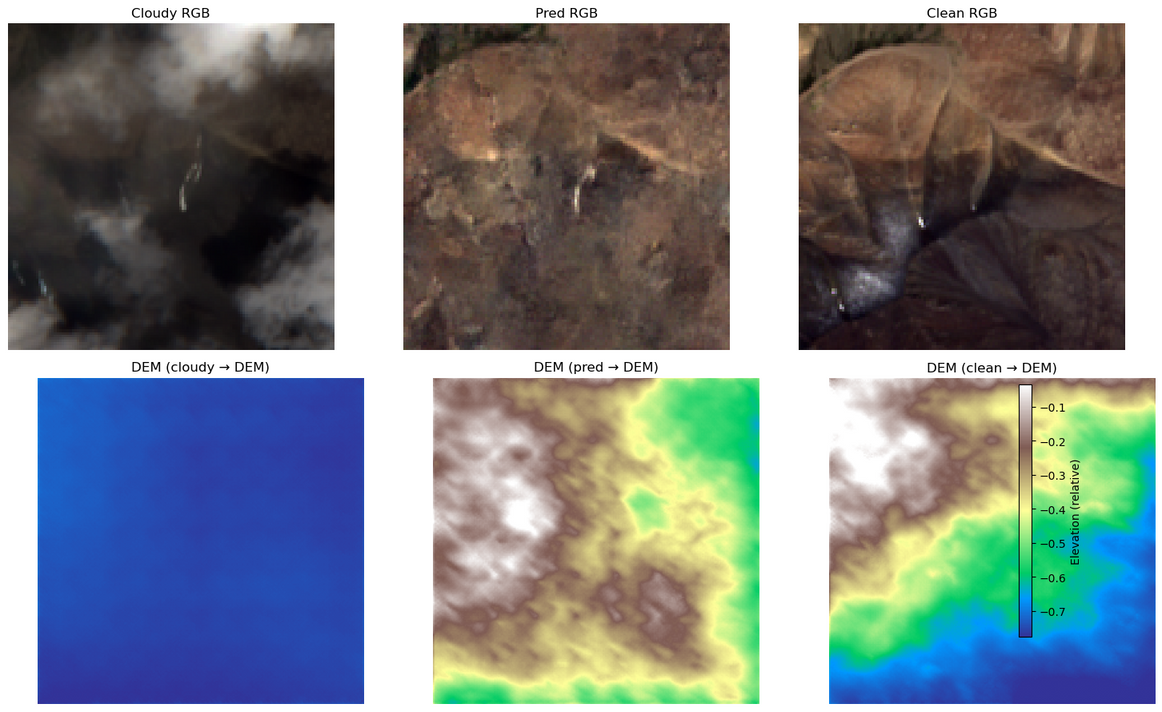 Cloudy RGB
Pred RGB
Clean RGB
DEM (cloudy → DEM)
DEM (pred → DEM)
DEM (clean → DEM)
−0.1
−0.2
−0.3
−0.4
−0.5
−0.6
−0.7
Elevation (relative)